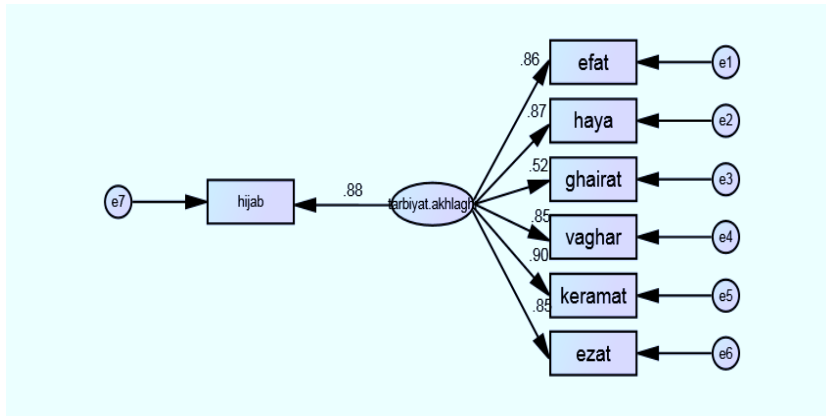 .86
efat
e1
.87
haya
e2
.52
ghairat
e3
e7
hijab
.88
tarbiyat.akhlagh
.85
vaghar
e4
.90
keramat
e5
.85
ezat
e6